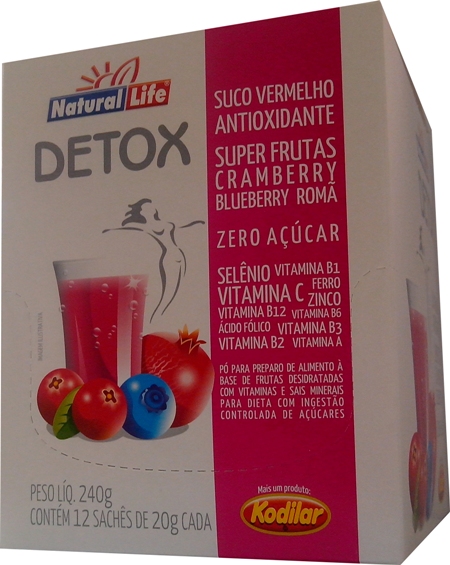 Natural Life®
DETOX
SUCO VERMELHO
ANTIOXIDANTE
SUPER FRUTAS
CRAMBERRY
BLUEBERRY ROMÃ
ZERO AÇÚCAR
SELÊNIO VITAMINA B1
VITAMINA C FERRO
ZINCO
VITAMINA B12 VITAMINA B6
ÁCIDO FÓLICO VITAMINA B3
VITAMINA B2 VITAMINA A
PÓ PARA PREPARO DE ALIMENTO À
BASE DE FRUTAS DESIDRATADAS
COM VITAMINAS E SAIS MINERAIS
PARA DIETA COM INGESTÃO
CONTROLADA DE AÇÚCARES
PESO LÍQ. 240g
CONTÉM 12 SACHÊS DE 20g CADA
Mais um produto:
Kodilar